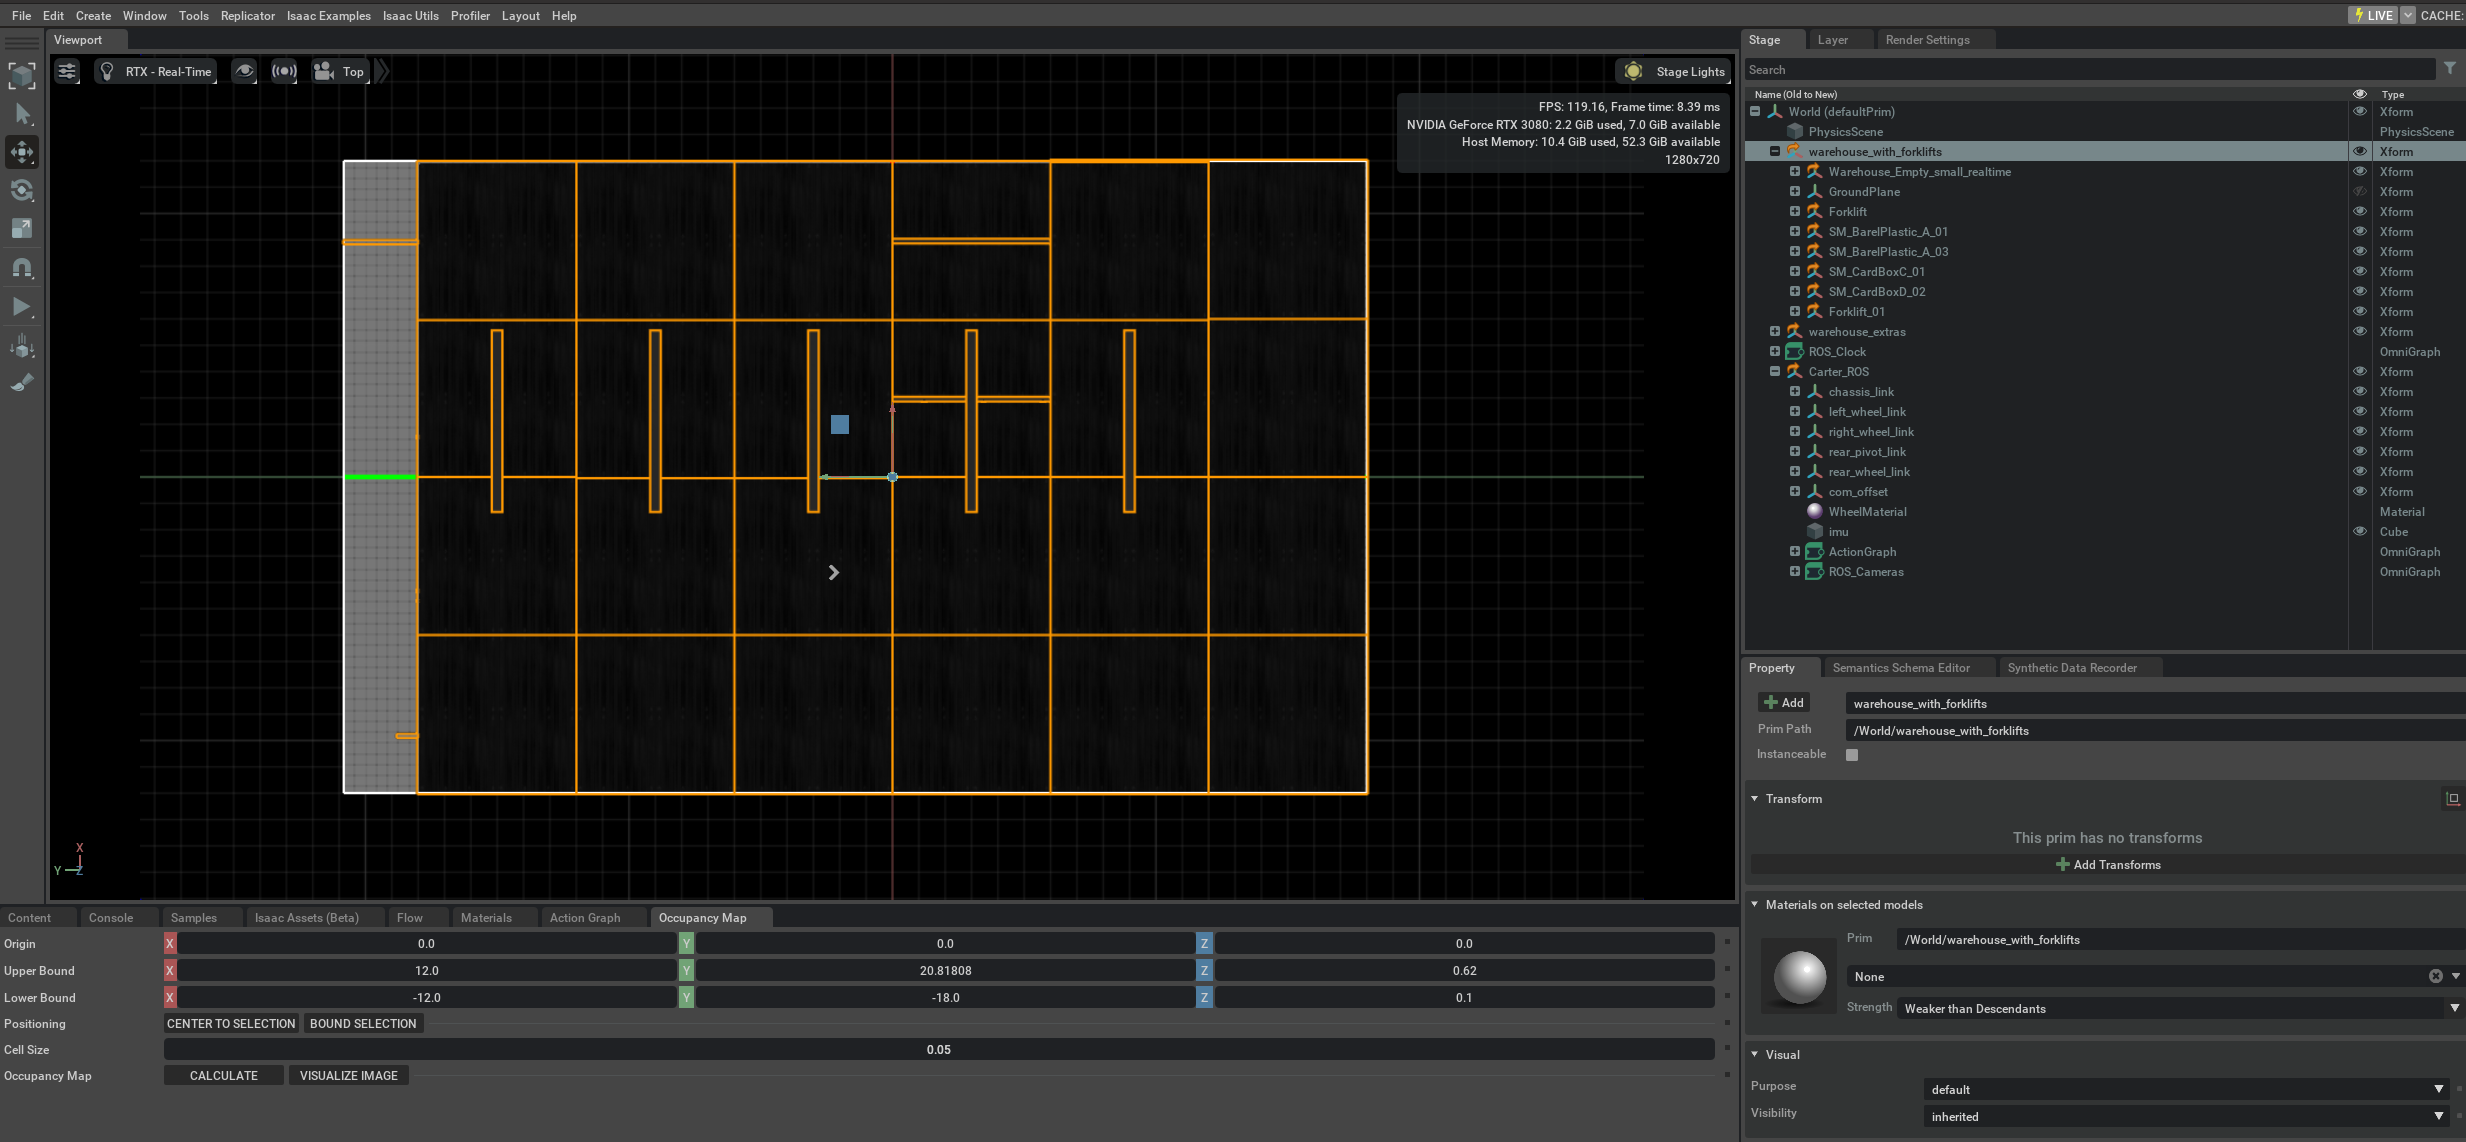 File Edit Create Window Tools Replicator Isaac Examples Isaac Utils Profiler Layout Help
LIVE CACHE:
Viewport
RTX - Real-Time
Top
Stage Lights
FPS: 119.16, Frame time: 8.39 ms
NVIDIA GeForce RTX 3080: 2.2 GiB used, 7.0 GiB available
Host Memory: 10.4 GiB used, 52.3 GiB available
1280x720
X
Y Z
Stage Layer Render Settings
Search
Name (Old to New) Type
World (defaultPrim) Xform
PhysicsScene PhysicsScene
warehouse_with_forklifts Xform
Warehouse_Empty_small_realtime Xform
GroundPlane Xform
Forklift Xform
SM_BarelPlastic_A_01 Xform
SM_BarelPlastic_A_03 Xform
SM_CardBoxC_01 Xform
SM_CardBoxD_02 Xform
Forklift_01 Xform
warehouse_extras Xform
ROS_Clock OmniGraph
Carter_ROS Xform
chassis_link Xform
left_wheel_link Xform
right_wheel_link Xform
rear_pivot_link Xform
rear_wheel_link Xform
com_offset Xform
WheelMaterial Material
imu Cube
ActionGraph OmniGraph
ROS_Cameras OmniGraph
Property Semantics Schema Editor Synthetic Data Recorder
Add warehouse_with_forklifts
Prim Path /World/warehouse_with_forklifts
Instanceable
Transform
This prim has no transforms
Add Transforms
Materials on selected models
Prim /World/warehouse_with_forklifts
None
Strength Weaker than Descendants
Visual
Purpose default
Visibility inherited
Content Console Samples Isaac Assets (Beta) Flow Materials Action Graph Occupancy Map
Origin X 0.0 Y 0.0 Z 0.0
Upper Bound X 12.0 Y 20.81808 Z 0.62
Lower Bound X -12.0 Y -18.0 Z 0.1
Positioning CENTER TO SELECTION BOUND SELECTION
Cell Size 0.05
Occupancy Map CALCULATE VISUALIZE IMAGE